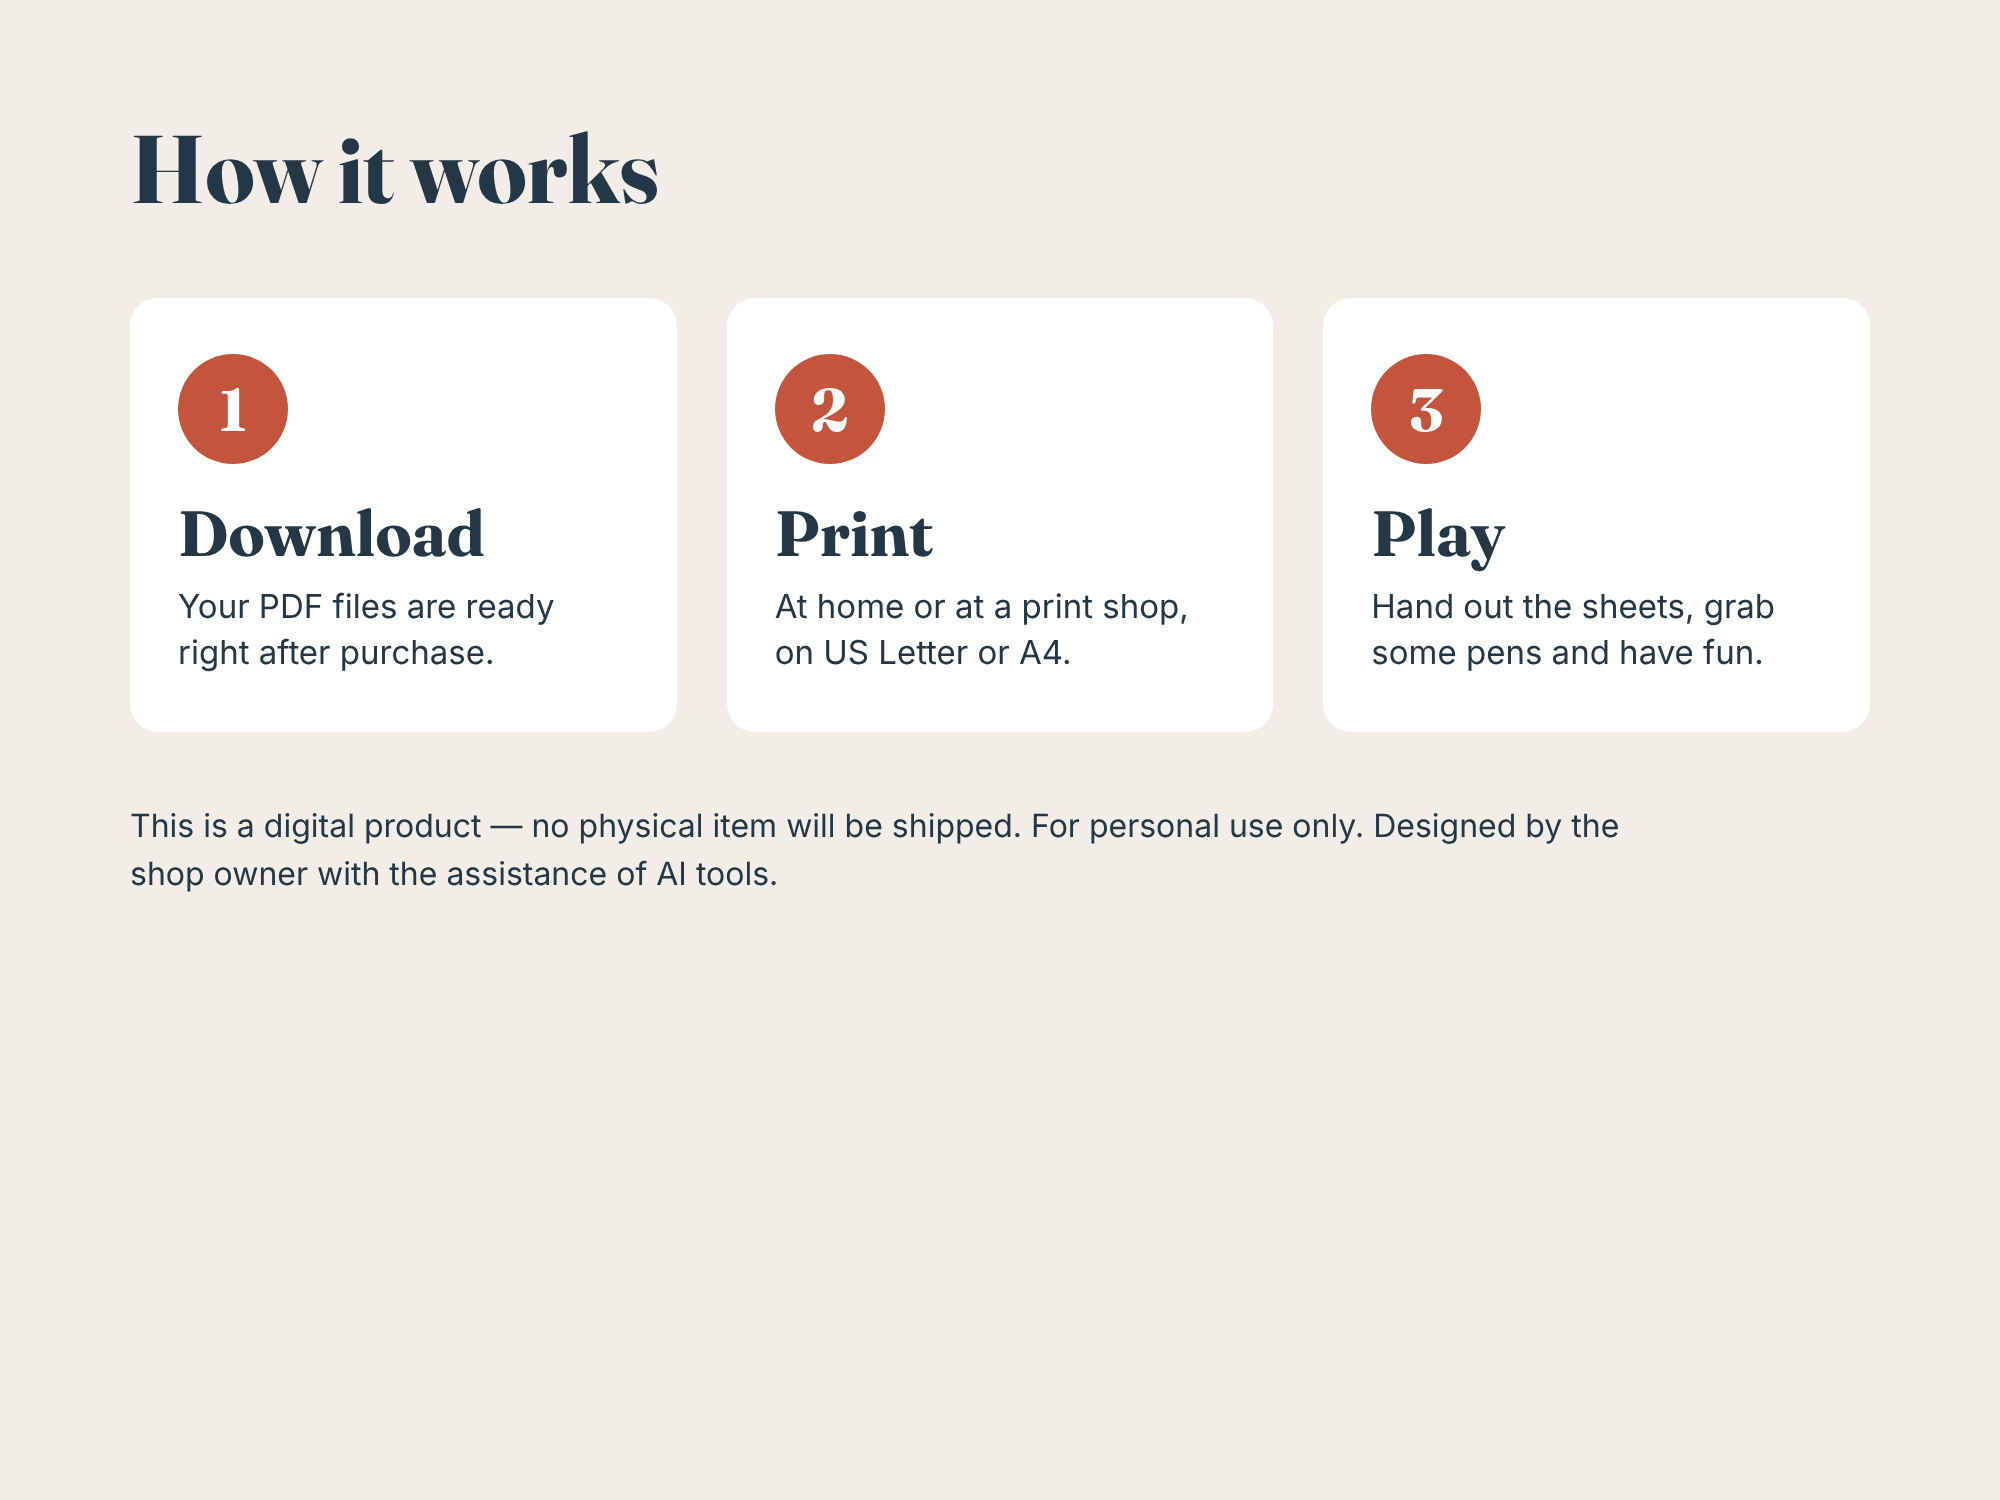 How it works
1
Download
Your PDF files are ready
right after purchase.
2
Print
At home or at a print shop,
on US Letter or A4.
3
Play
Hand out the sheets, grab
some pens and have fun.
This is a digital product — no physical item will be shipped. For personal use only. Designed by the
shop owner with the assistance of AI tools.